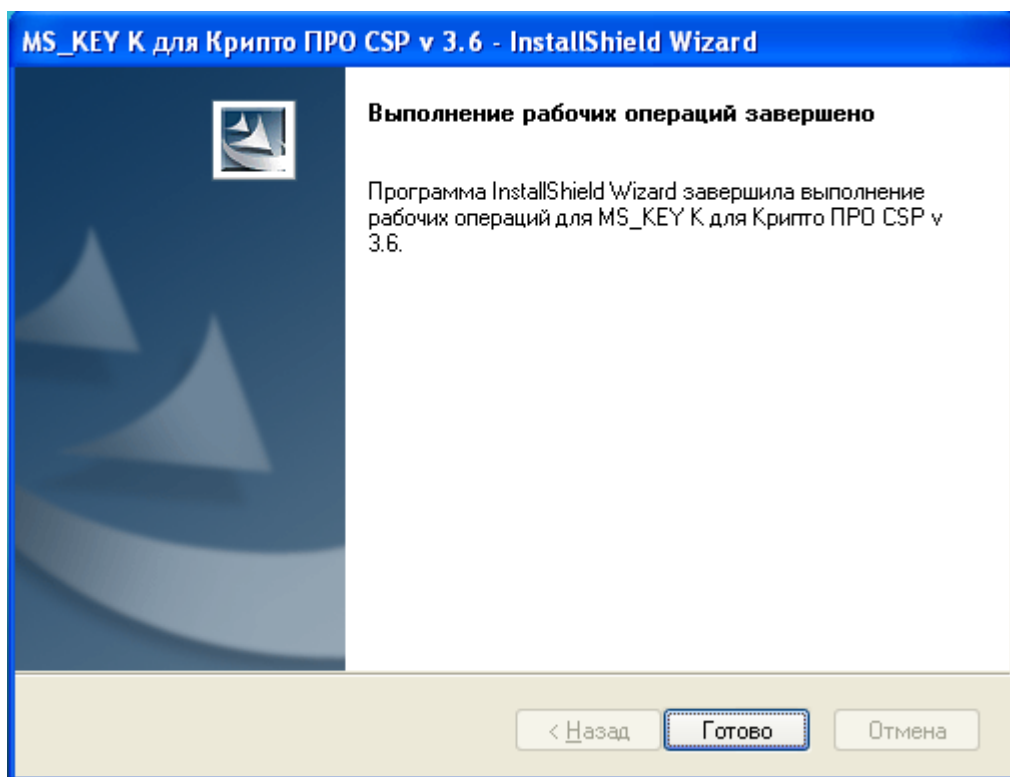 MS_KEY K для Крипто ПРО CSP v 3.6 - InstallShield Wizard
Выполнение рабочих операций завершено
Программа InstallShield Wizard завершила выполнение
рабочих операций для MS_KEY K для Крипто ПРО CSP v
3.6.
< Назад
Готово
Отмена